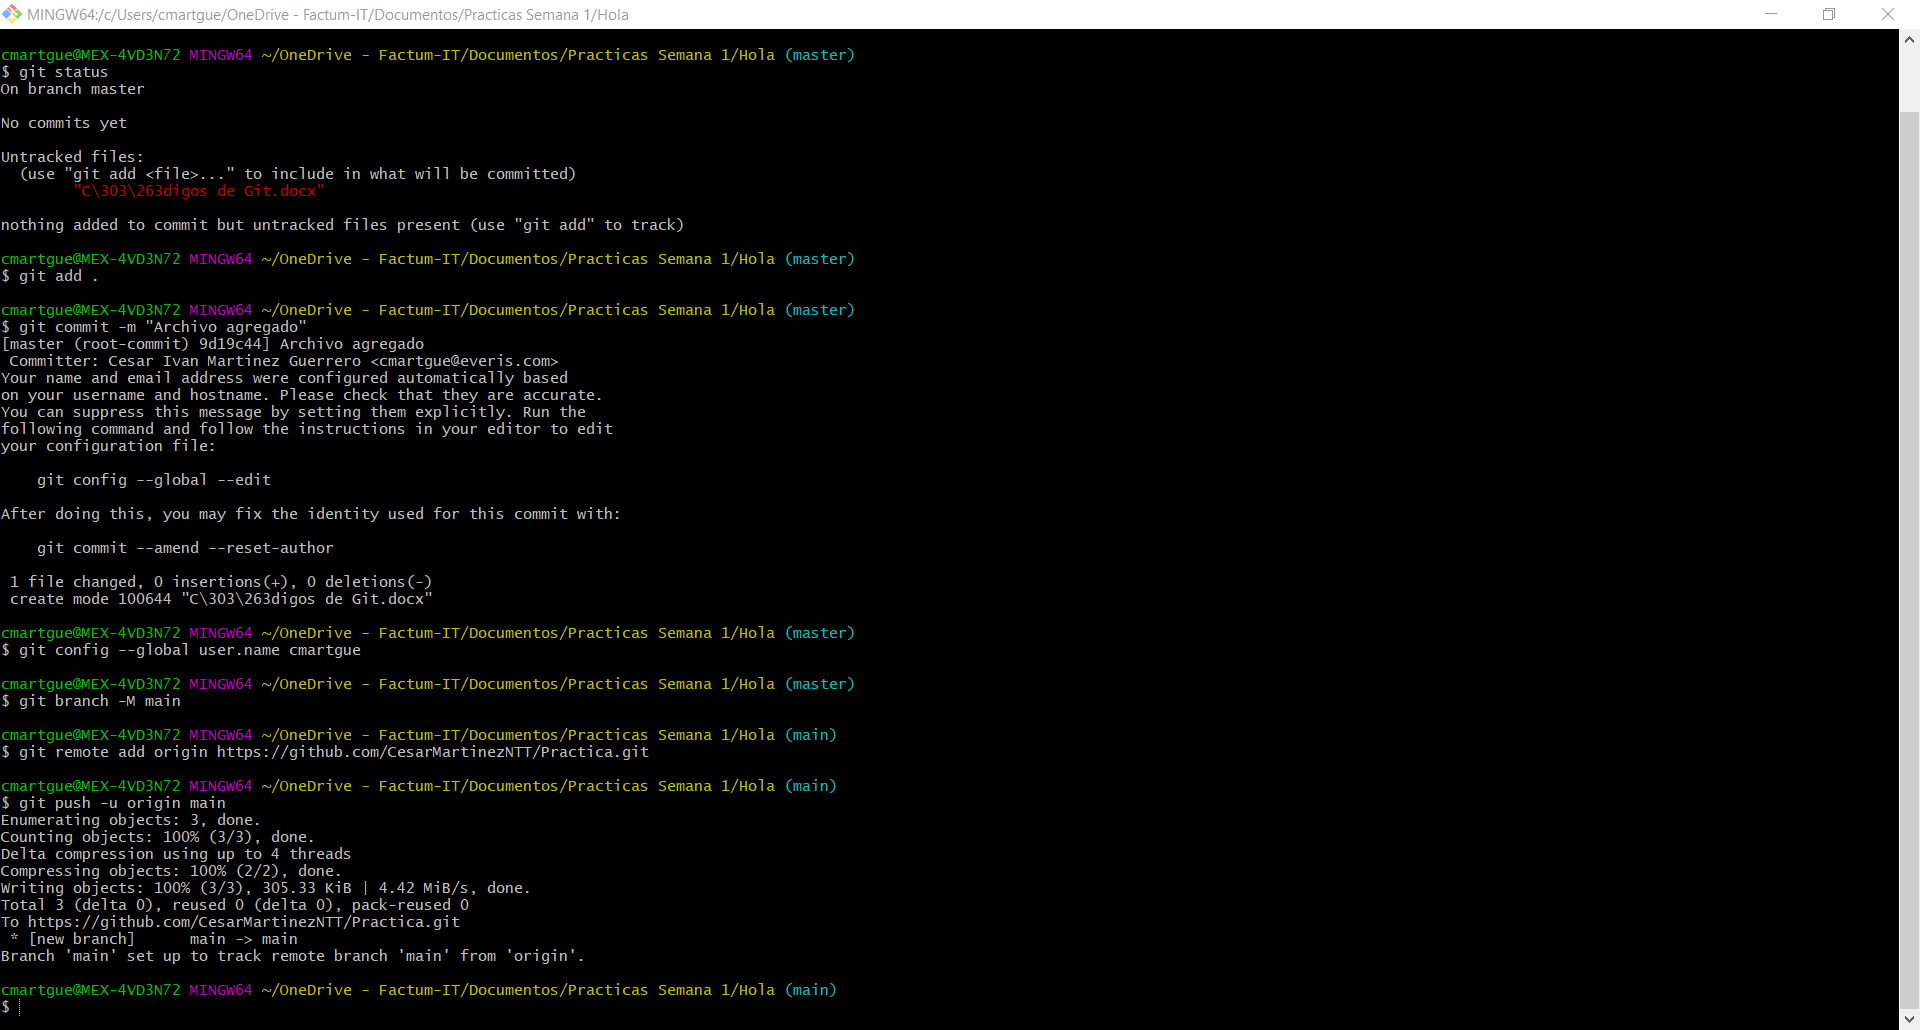 MINGW64:/c/Users/cmartgue/OneDrive - Factum-IT/Documentos/Practicas Semana 1/Hola
cmartgue@MEX-4VD3N72 MINGW64 ~/OneDrive - Factum-IT/Documentos/Practicas Semana 1/Hola (master)
$ git status
On branch master
No commits yet
Untracked files:
  (use "git add <file>..." to include in what will be committed)
        "C\303\263digos de Git.docx"
nothing added to commit but untracked files present (use "git add" to track)
cmartgue@MEX-4VD3N72 MINGW64 ~/OneDrive - Factum-IT/Documentos/Practicas Semana 1/Hola (master)
$ git add .
cmartgue@MEX-4VD3N72 MINGW64 ~/OneDrive - Factum-IT/Documentos/Practicas Semana 1/Hola (master)
$ git commit -m "Archivo agregado"
[master (root-commit) 9d19c44] Archivo agregado
 Committer: Cesar Ivan Martinez Guerrero <cmartgue@everis.com>
Your name and email address were configured automatically based
on your username and hostname. Please check that they are accurate.
You can suppress this message by setting them explicitly. Run the
following command and follow the instructions in your editor to edit
your configuration file:
    git config --global --edit
After doing this, you may fix the identity used for this commit with:
    git commit --amend --reset-author
 1 file changed, 0 insertions(+), 0 deletions(-)
 create mode 100644 "C\303\263digos de Git.docx"
cmartgue@MEX-4VD3N72 MINGW64 ~/OneDrive - Factum-IT/Documentos/Practicas Semana 1/Hola (master)
$ git config --global user.name cmartgue
cmartgue@MEX-4VD3N72 MINGW64 ~/OneDrive - Factum-IT/Documentos/Practicas Semana 1/Hola (master)
$ git branch -M main
cmartgue@MEX-4VD3N72 MINGW64 ~/OneDrive - Factum-IT/Documentos/Practicas Semana 1/Hola (main)
$ git remote add origin https://github.com/CesarMartinezNTT/Practica.git
cmartgue@MEX-4VD3N72 MINGW64 ~/OneDrive - Factum-IT/Documentos/Practicas Semana 1/Hola (main)
$ git push -u origin main
Enumerating objects: 3, done.
Counting objects: 100% (3/3), done.
Delta compression using up to 4 threads
Compressing objects: 100% (2/2), done.
Writing objects: 100% (3/3), 305.33 KiB | 4.42 MiB/s, done.
Total 3 (delta 0), reused 0 (delta 0), pack-reused 0
To https://github.com/CesarMartinezNTT/Practica.git
 * [new branch]      main -> main
Branch 'main' set up to track remote branch 'main' from 'origin'.
cmartgue@MEX-4VD3N72 MINGW64 ~/OneDrive - Factum-IT/Documentos/Practicas Semana 1/Hola (main)
$